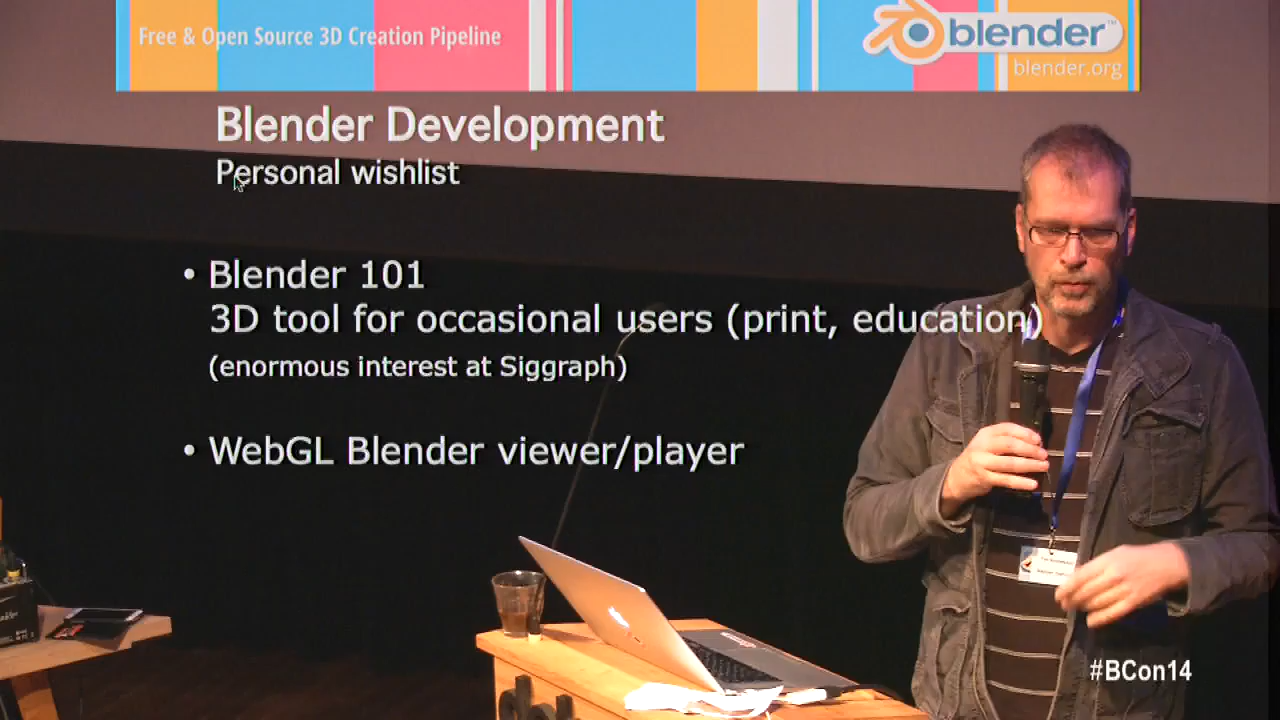 Free & Open Source 3D Creation Pipeline
blender™
blender.org
Blender Development
Personal wishlist
• Blender 101
3D tool for occasional users (print, education)
(enormous interest at Siggraph)
• WebGL Blender viewer/player
#BCon14